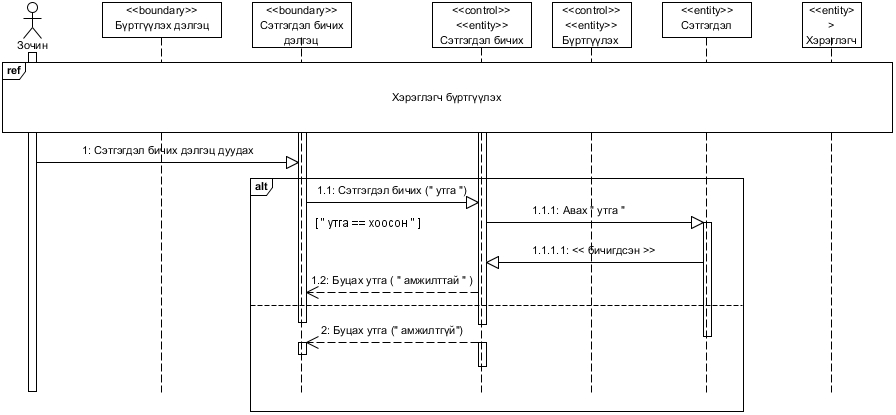 <<boundary>>
Бүртгүүлэх дэлгэц
<<boundary>>
Сэтгэгдэл бичих
дэлгэц
<<control>>
<<entity>>
Сэтгэгдэл бичих
<<control>>
<<entity>>
Бүртгүүлэх
<<entity>>
Сэтгэгдэл
<<entity>
>
Хэрэглэгч
Зочин
ref
Хэрэглэгч бүртгүүлэх
1: Сэтгэгдэл бичих дэлгэц дуудах
alt
1.1: Сэтгэгдэл бичих (" утга ")
1.1.1: Авах " утга "
[ " утга == хоосон " ]
1.1.1.1: << бичигдсэн >>
1.2: Буцах утга ( " амжилттай " )
2: Буцах утга (" амжилтгүй")